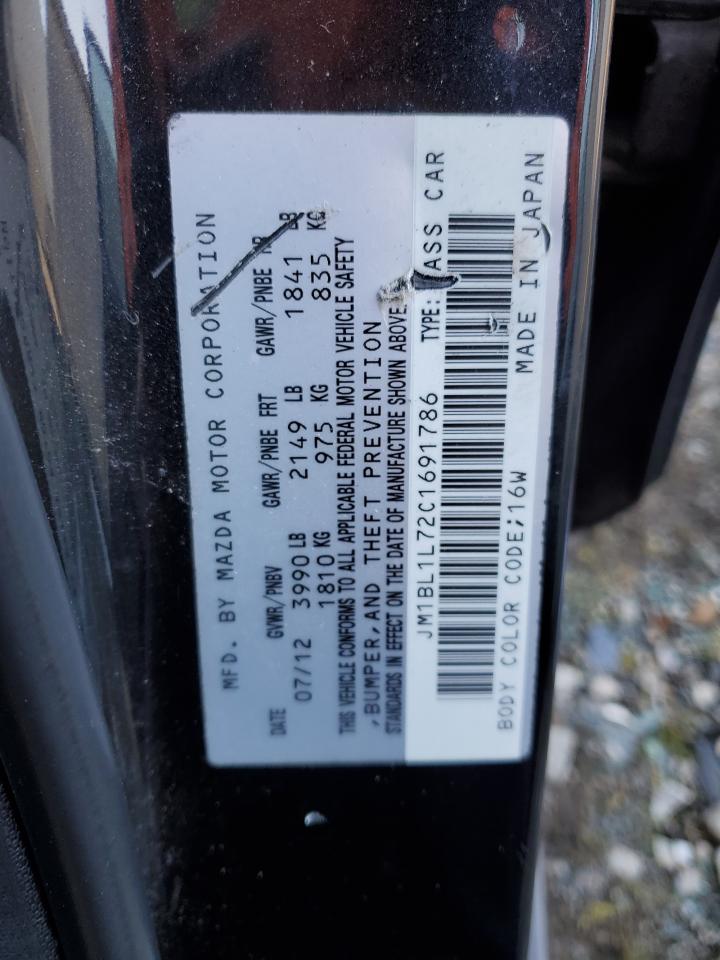 MFD. BY MAZDA MOTOR CORPORATION
DATE GVWR/PNBV GAWR/PNBE FRT GAWR/PNBE RR
07/12 3990 LB 2149 LB 1841 LB
1810 KG 975 KG 835 KG
THIS VEHICLE CONFORMS TO ALL APPLICABLE FEDERAL MOTOR VEHICLE SAFETY
,BUMPER,AND THEFT PREVENTION
STANDARDS IN EFFECT ON THE DATE OF MANUFACTURE SHOWN ABOVE.
JM1BL1L72C1691786 TYPE: PASS CAR
BODY COLOR CODE;16W MADE IN JAPAN